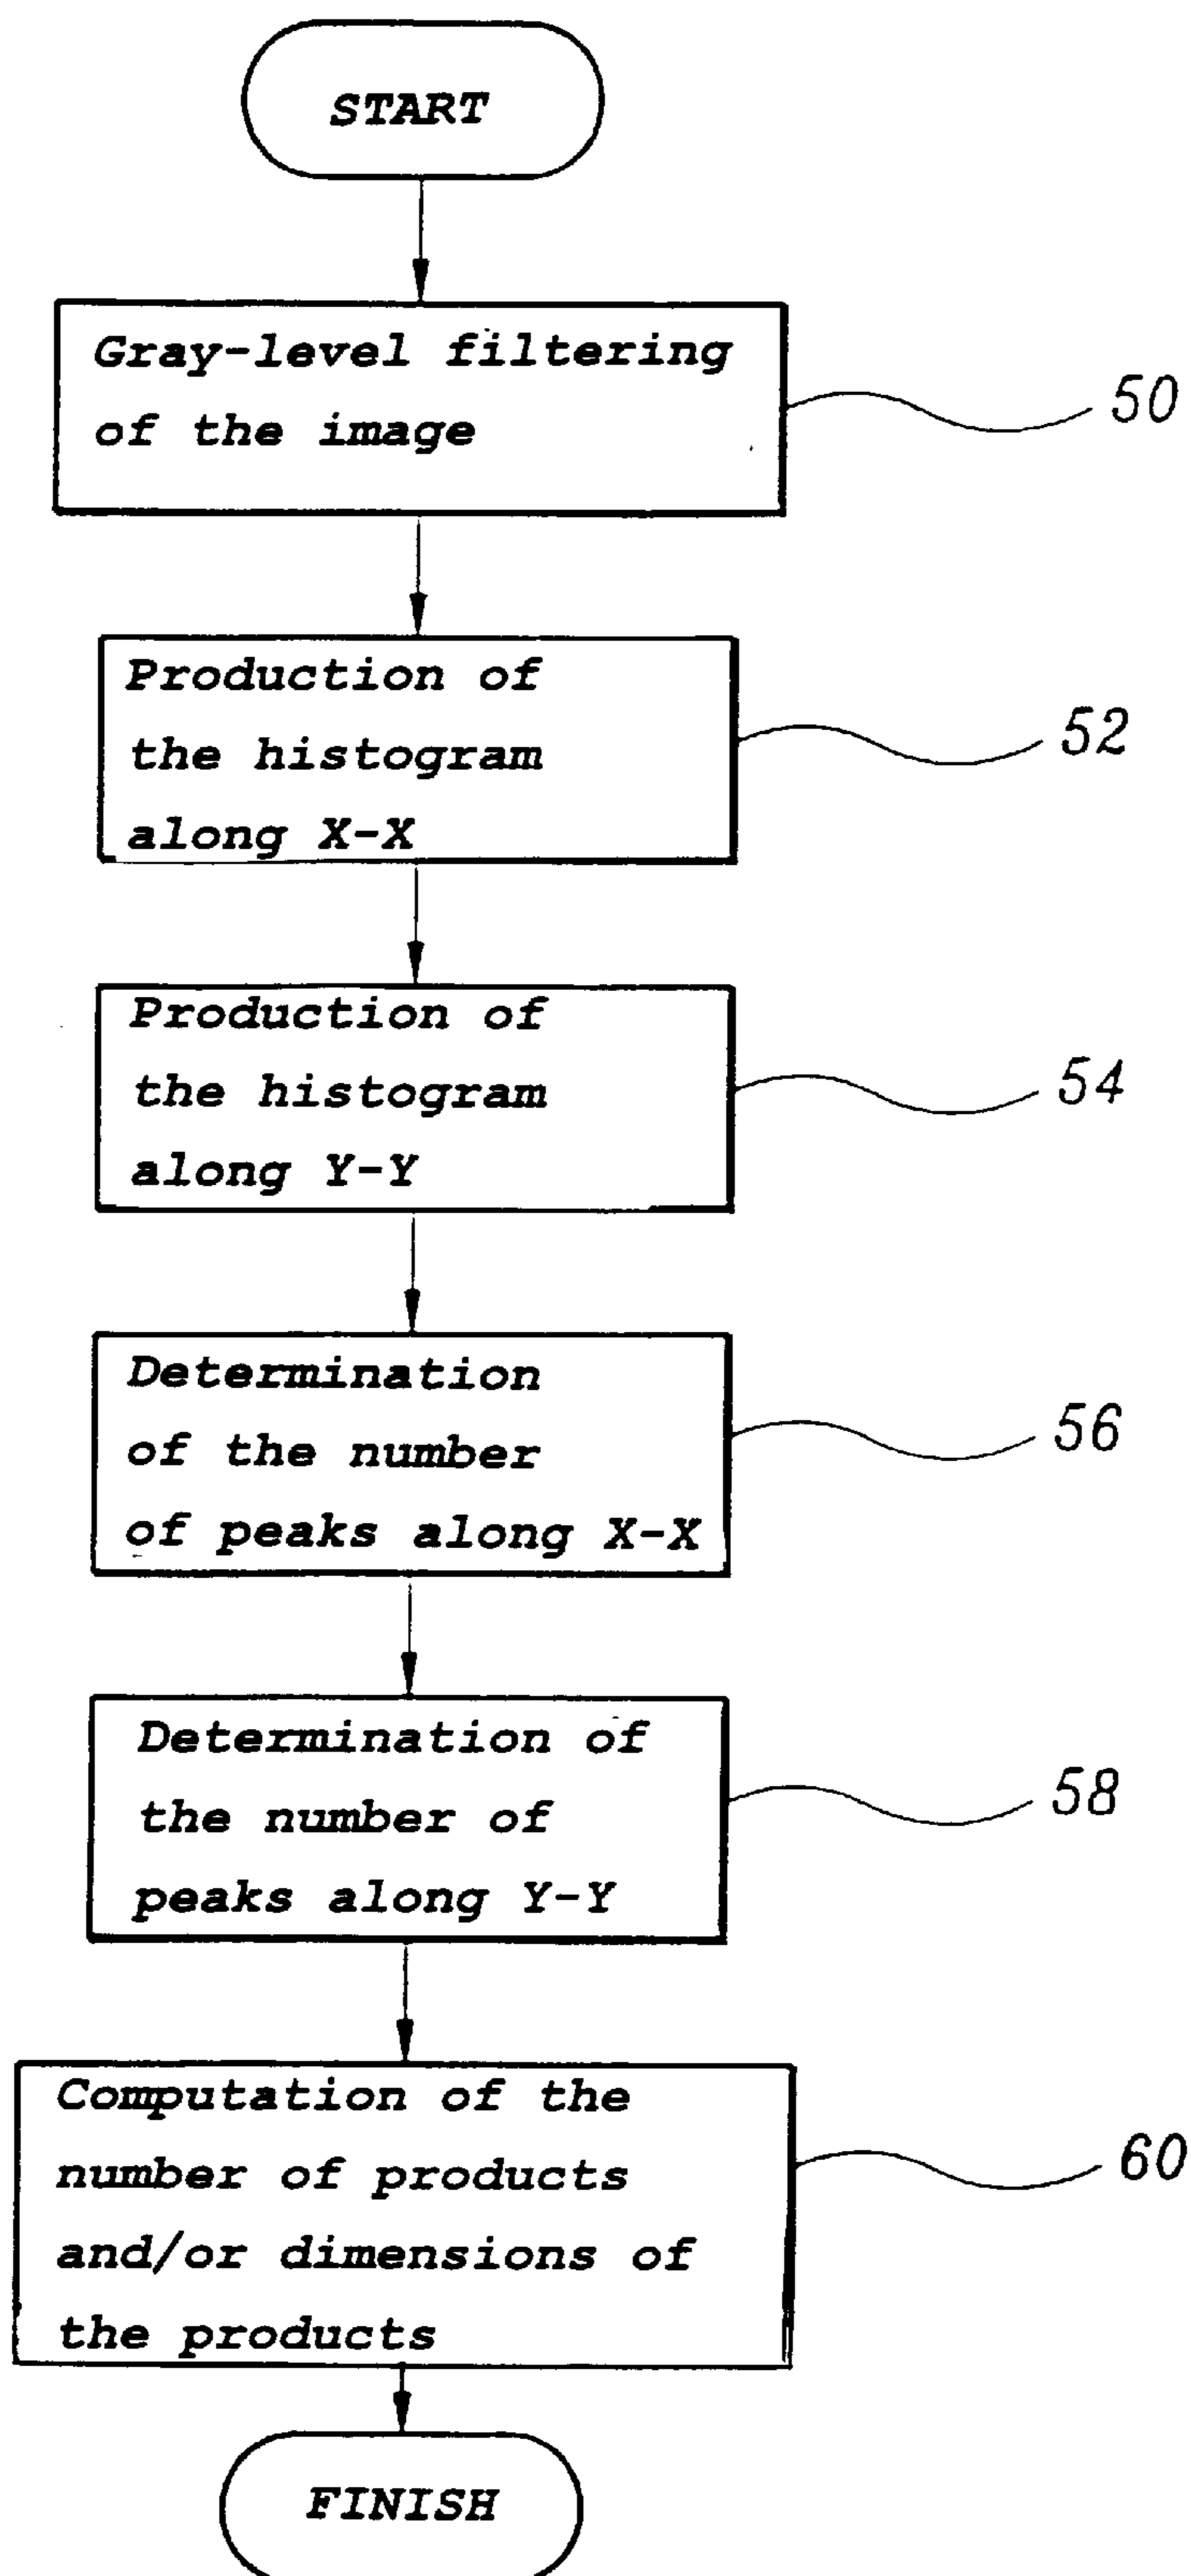 START
Gray-level filtering
of the image
50
Production of
the histogram
along X-X
52
Production of
the histogram
along Y-Y
54
Determination
of the number
of peaks along X-X
56
Determination of
the number of
peaks along Y-Y
58
Computation of the
number of products
and/or dimensions of
the products
60
FINISH